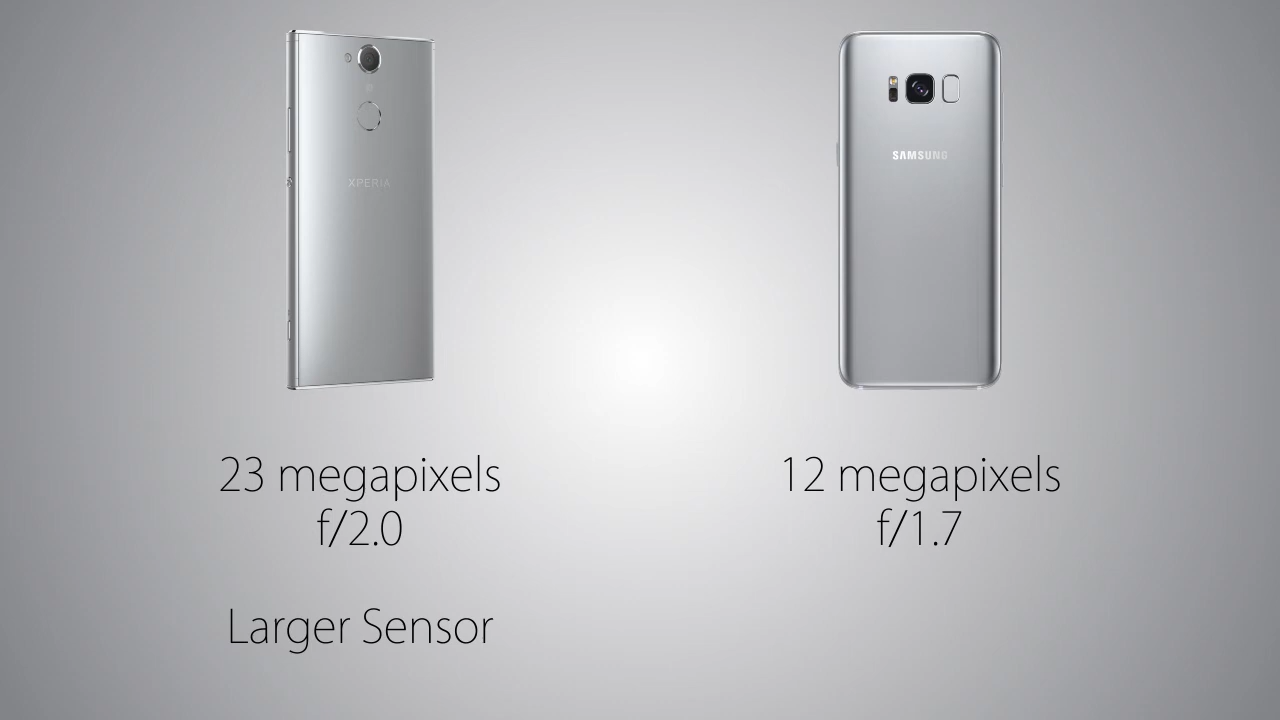 XPERIA
SAMSUNG
23 megapixels
f/2.0
Larger Sensor
12 megapixels
f/1.7